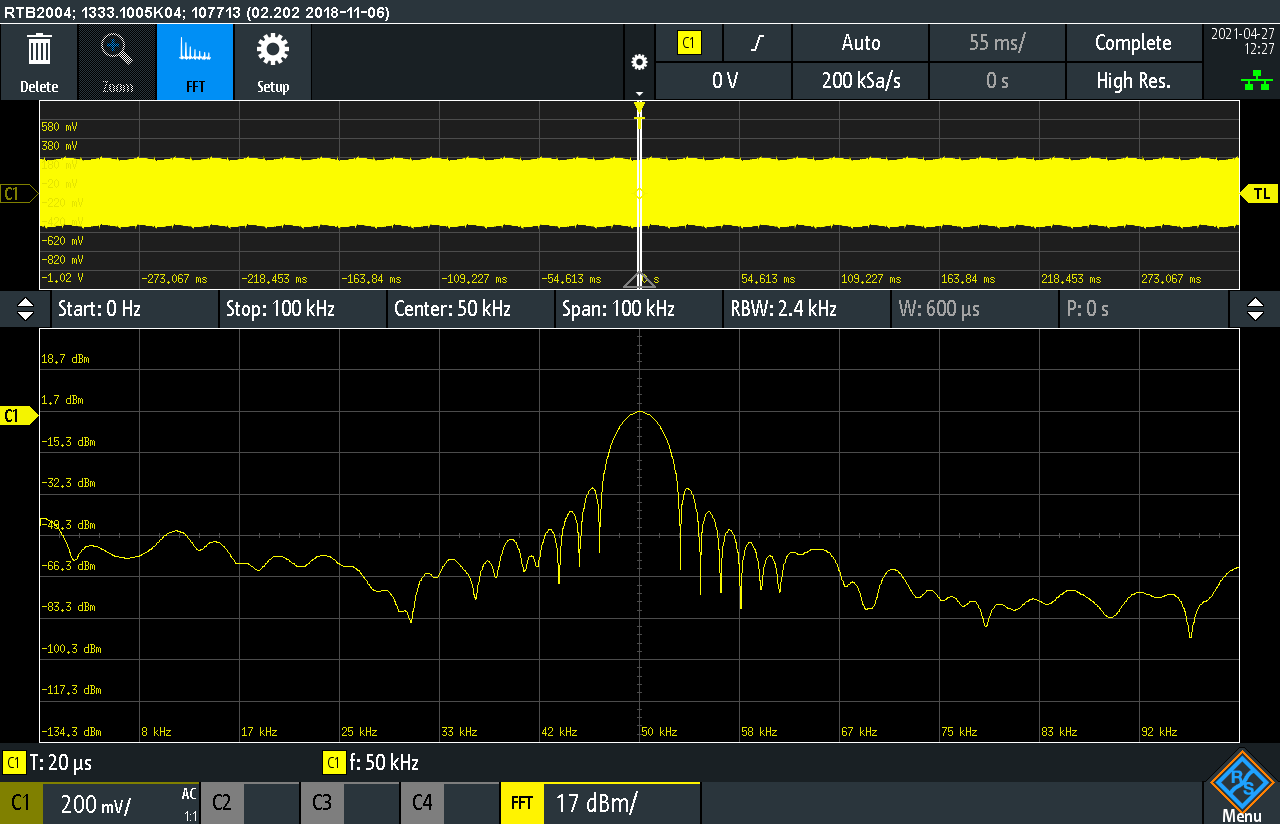 RTB2004; 1333.1005K04; 107713 (02.202 2018-11-06)
Delete
Zoom
FFT
Setup
C1
Auto
55 ms/
Complete
2021-04-27
12:27
0 V
200 kSa/s
0 s
High Res.
580 mV
380 mV
-20 mV
-220 mV
-420 mV
-620 mV
-820 mV
-1.02 V
C1
TL
T
-273.067 ms
-218.453 ms
-163.84 ms
-109.227 ms
-54.613 ms
54.613 ms
109.227 ms
163.84 ms
218.453 ms
273.067 ms
Start: 0 Hz
Stop: 100 kHz
Center: 50 kHz
Span: 100 kHz
RBW: 2.4 kHz
W: 600 µs
P: 0 s
18.7 dBm
1.7 dBm
C1
-15.3 dBm
-32.3 dBm
-49.3 dBm
-66.3 dBm
-83.3 dBm
-100.3 dBm
-117.3 dBm
-134.3 dBm
8 kHz
17 kHz
25 kHz
33 kHz
42 kHz
50 kHz
58 kHz
67 kHz
75 kHz
83 kHz
92 kHz
C1 T: 20 µs
C1 f: 50 kHz
C1 200 mV/ AC 1:1
C2
C3
C4
FFT 17 dBm/
R&S
Menu